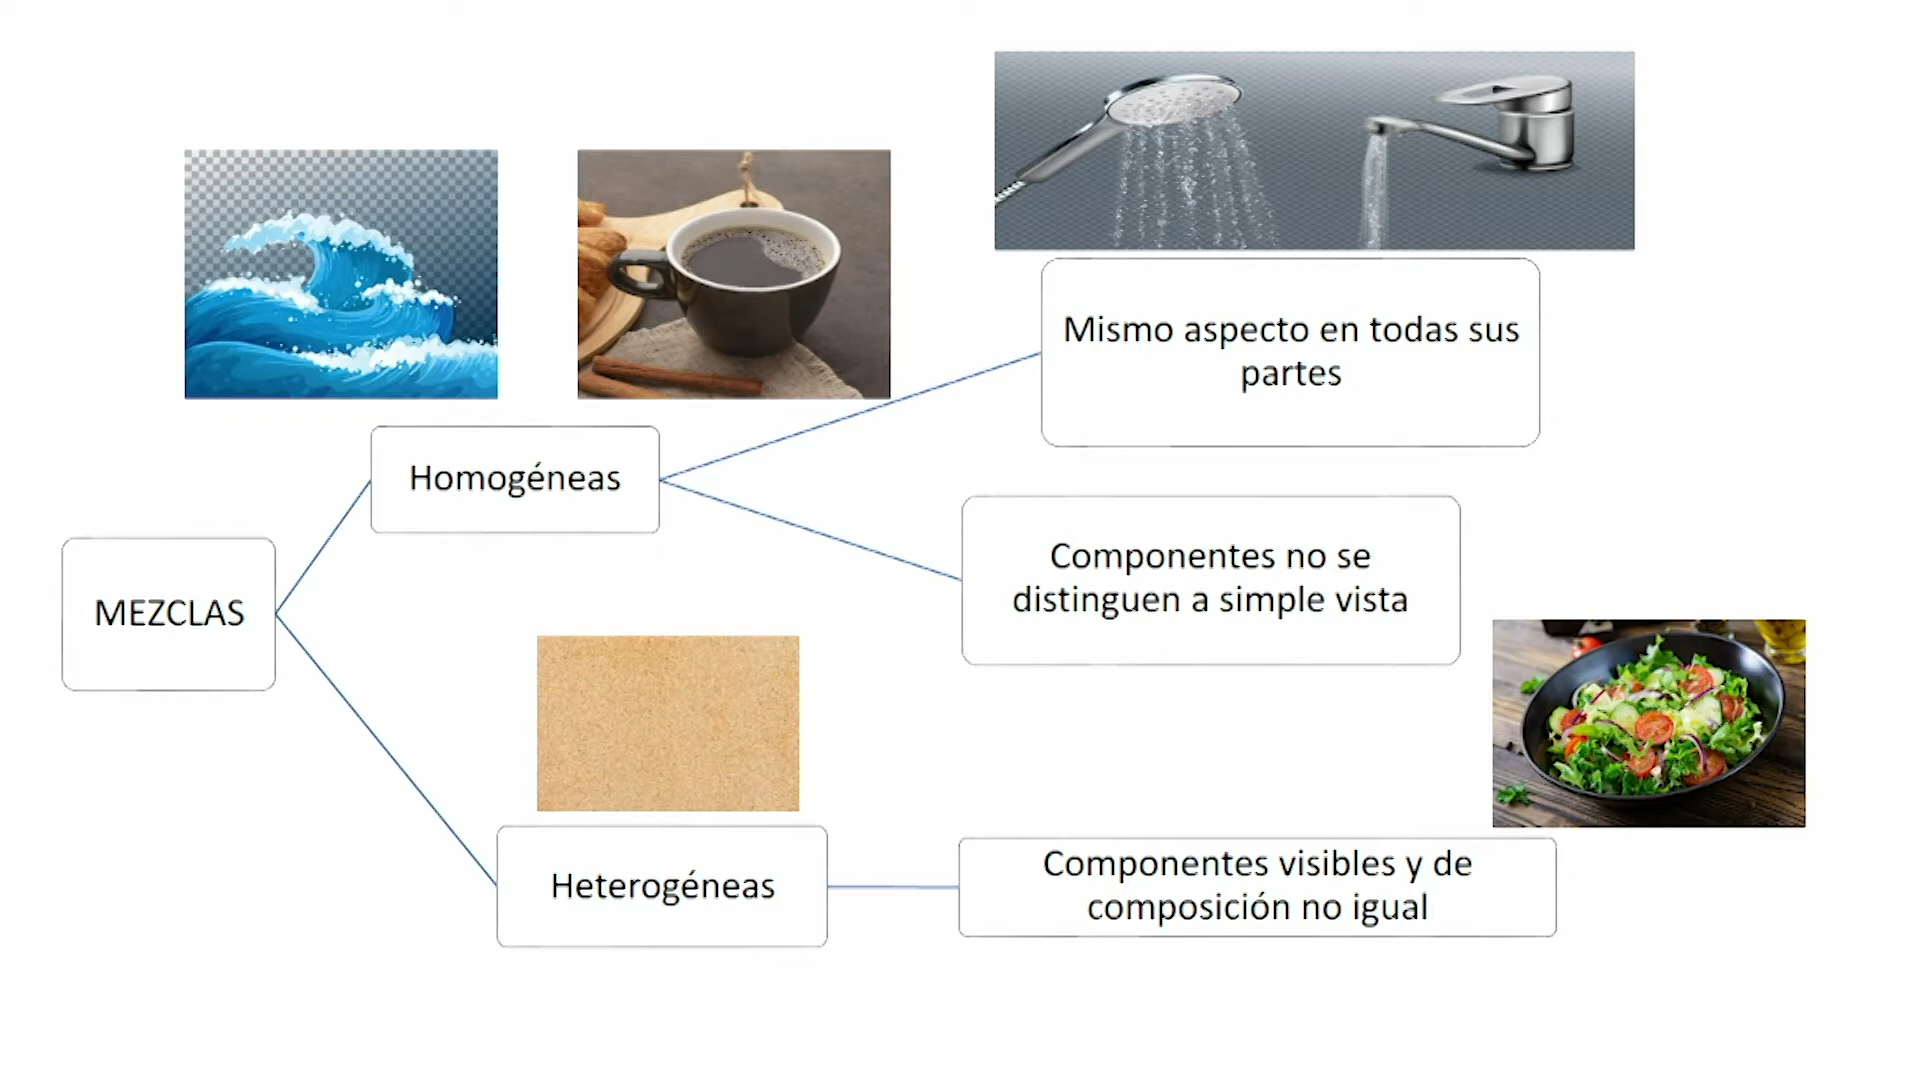 MEZCLAS
Homogéneas
Mismo aspecto en todas sus
partes
Componentes no se
distinguen a simple vista
Heterogéneas
Componentes visibles y de
composición no igual